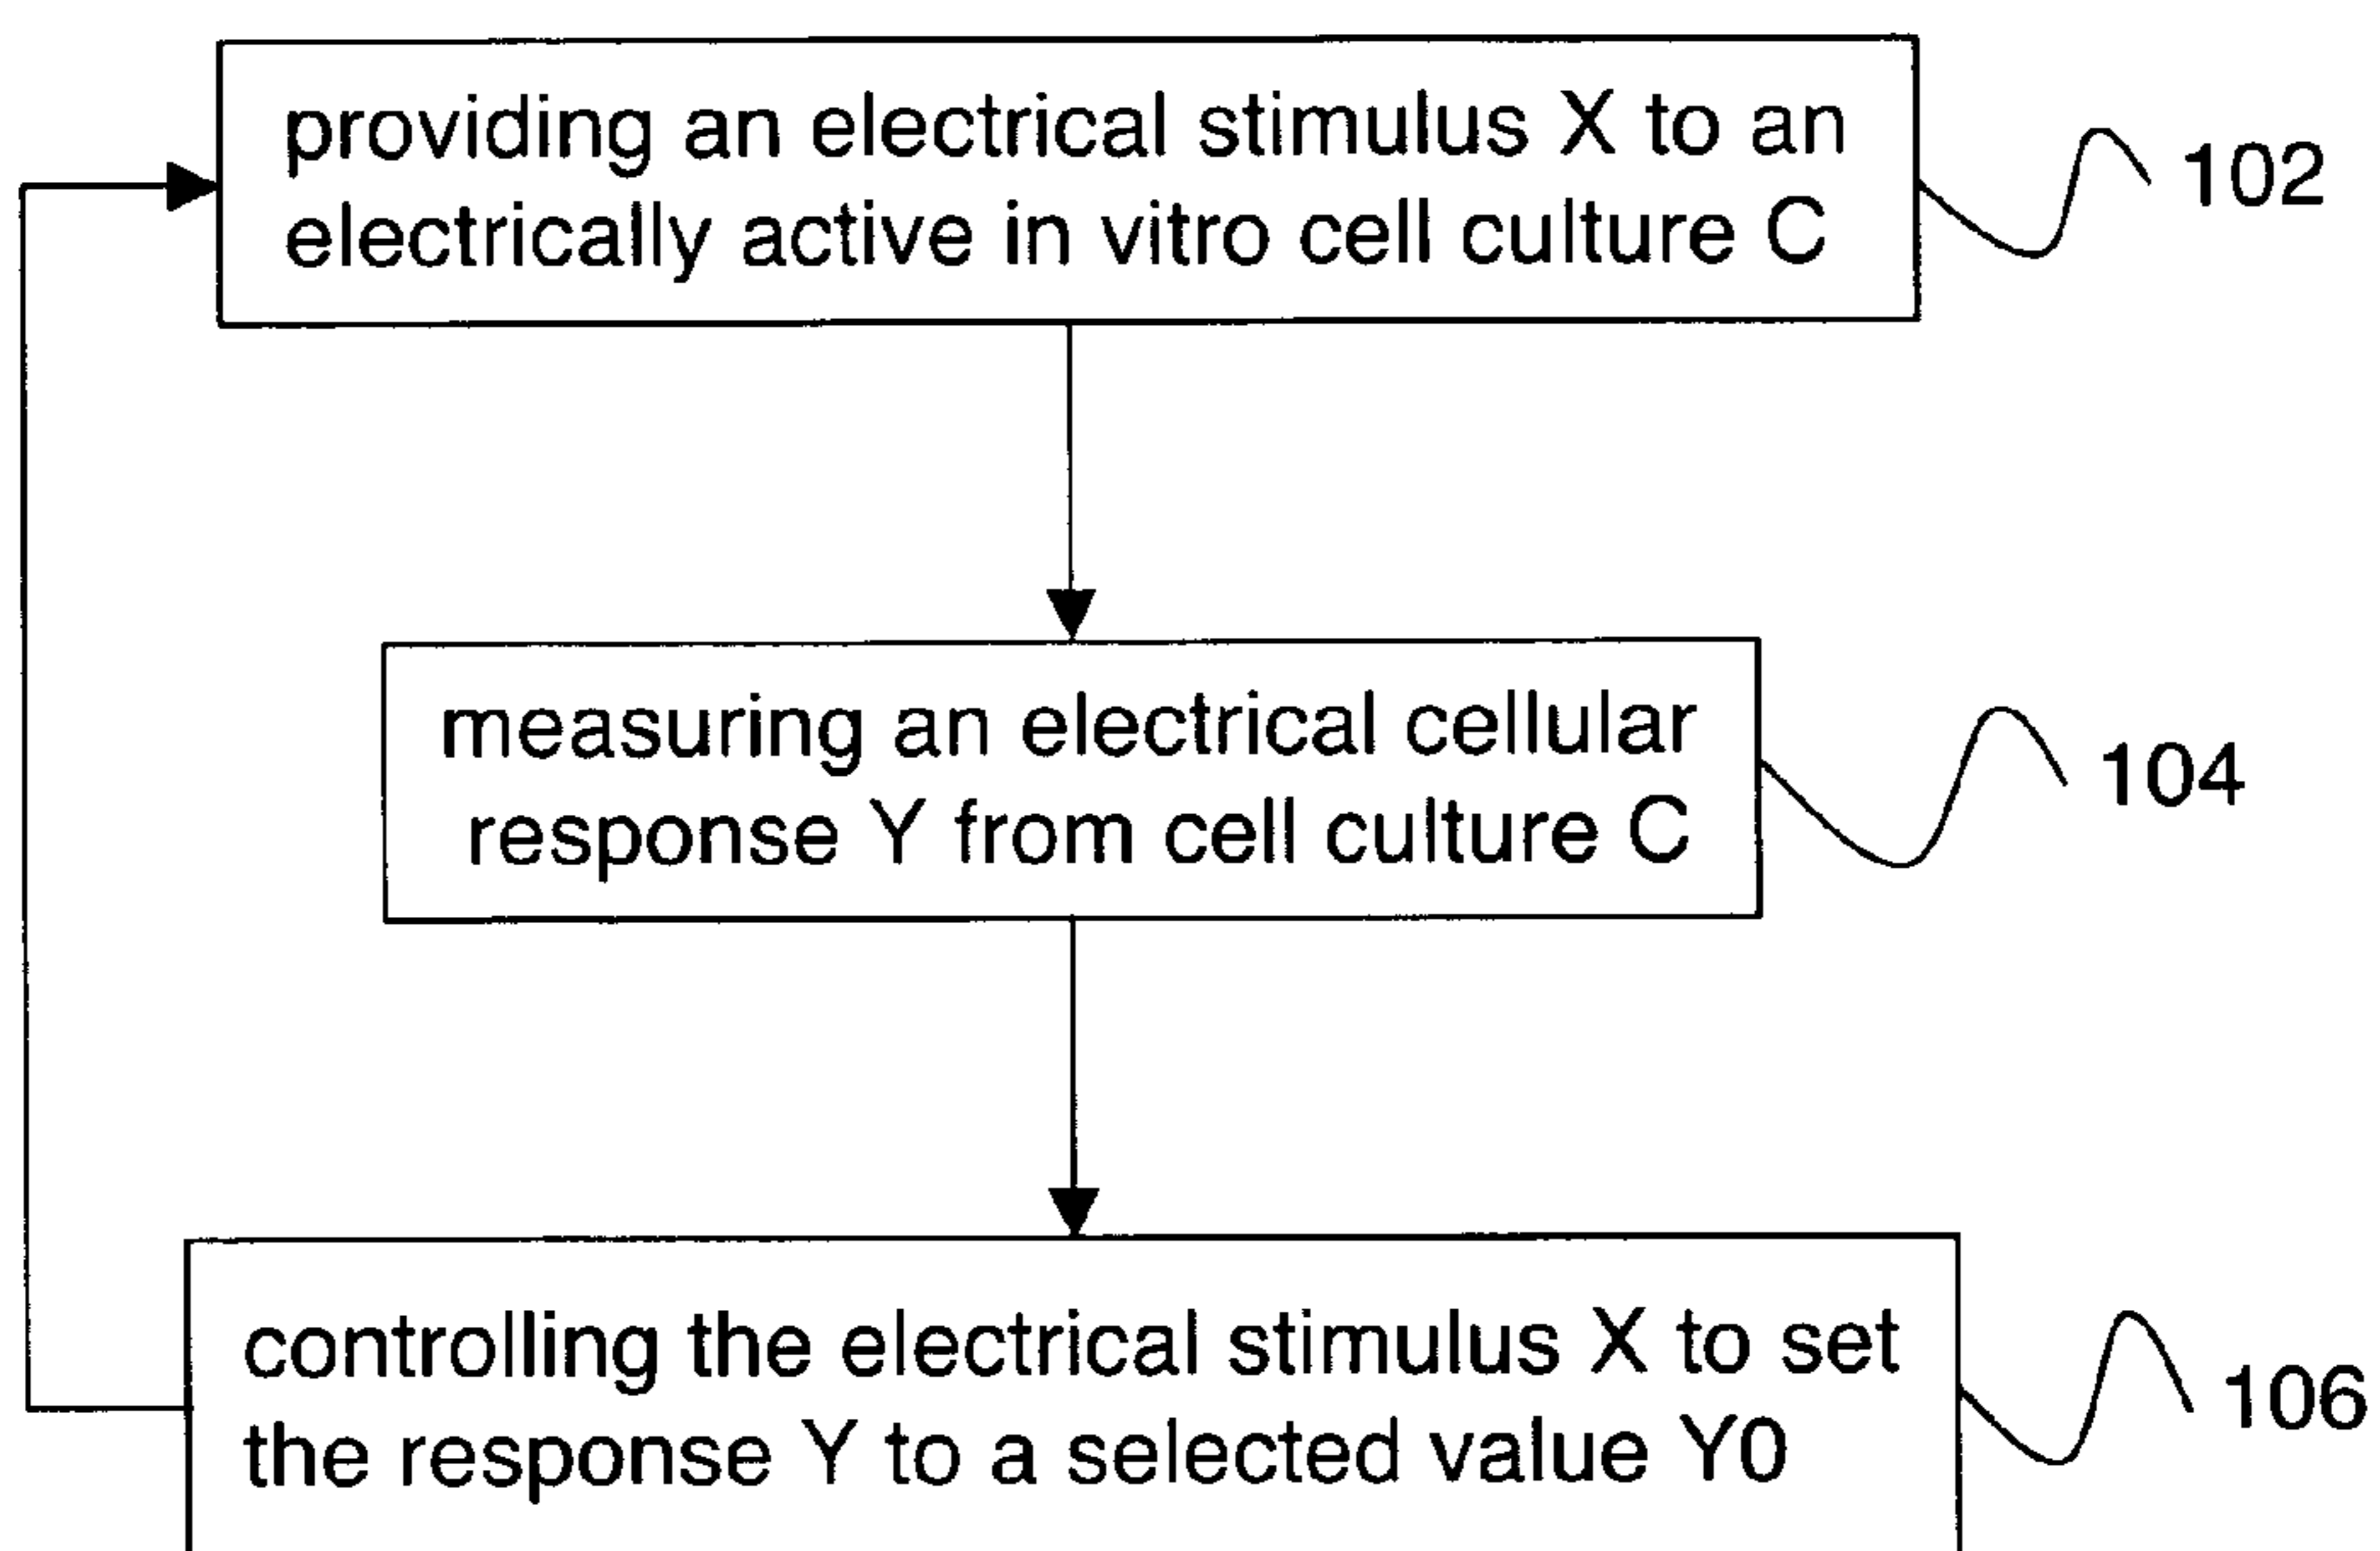 providing an electrical stimulus X to an
electrically active in vitro cell culture C
102
measuring an electrical cellular
response Y from cell culture C
104
controlling the electrical stimulus X to set
the response Y to a selected value Y0
106